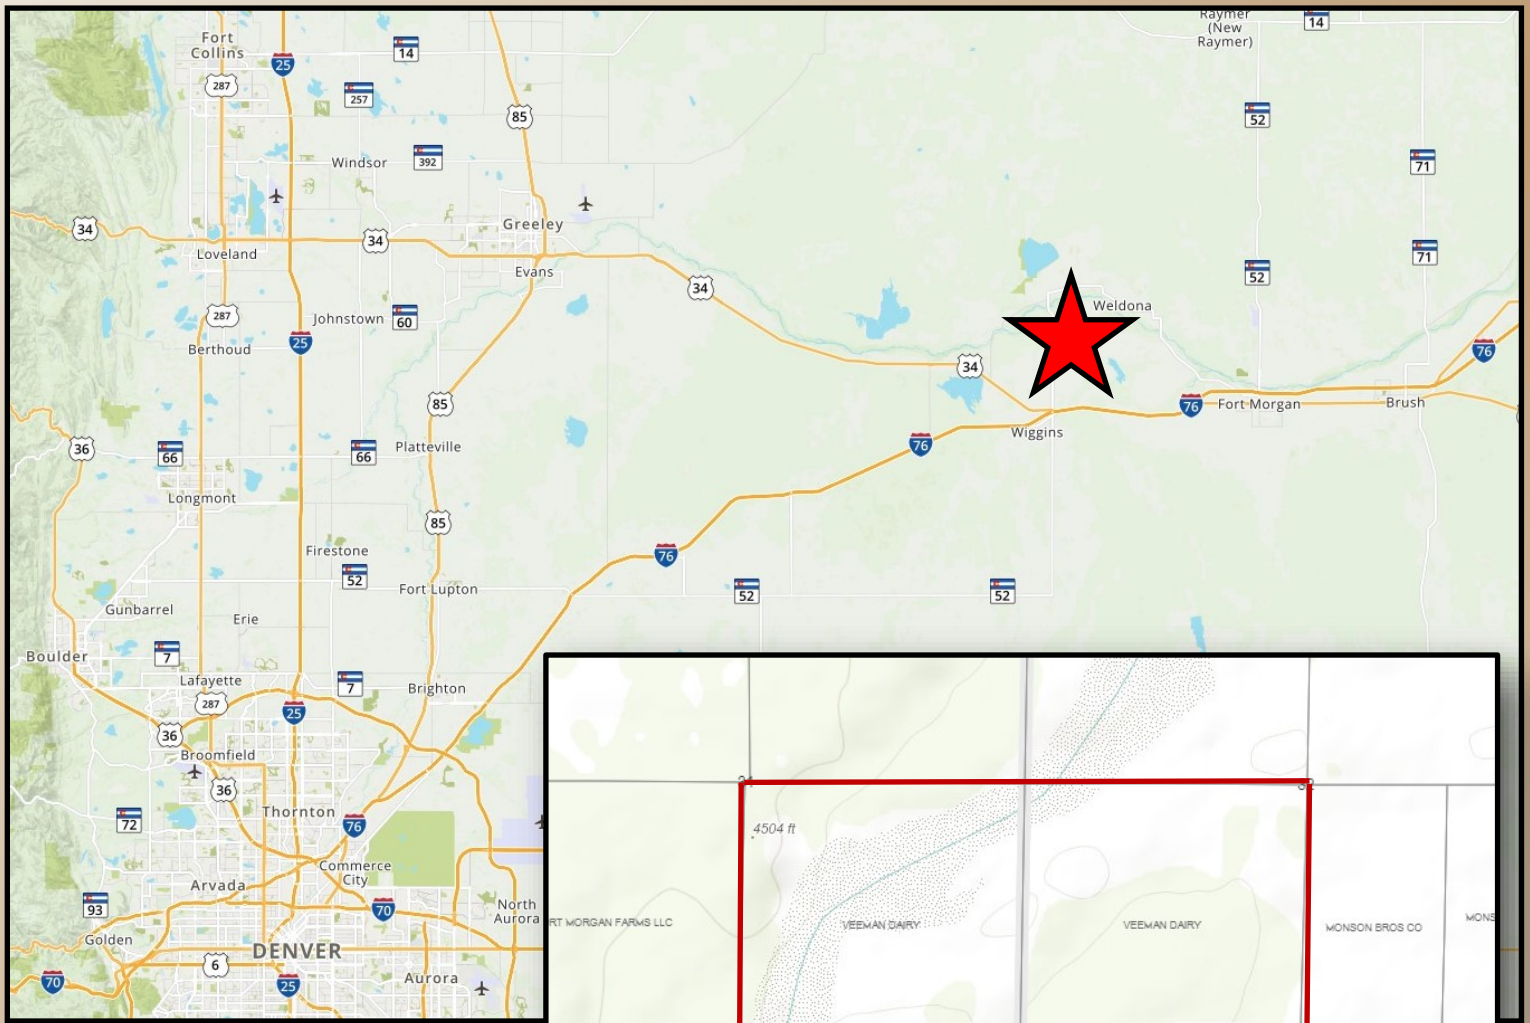 Fort
Collins
25
14
287
257
85
Raymer
(New
Raymer)
14
52
71
Windsor
392
34
34
Greeley
Loveland
Evans
34
52
71
287
25
Johnstown
60
Berthoud
Weldona
34
76
85
76
Fort Morgan
Brush
36
66
66
Platteville
76
Wiggins
Longmont
85
Firestone
52
76
Fort Lupton
52
52
Gunbarrel
Erie
Boulder
7
Lafayette
7
Brighton
287
25
36
Broomfield
36
Thornton
72
76
Commerce
City
Arvada
93
70
North
Aurora
Golden
DENVER
6
Aurora
70
25
4504 ft
RT MORGAN FARMS LLC
VEEMAN DAIRY
VEEMAN DAIRY
MONSON BROS CO
MONS